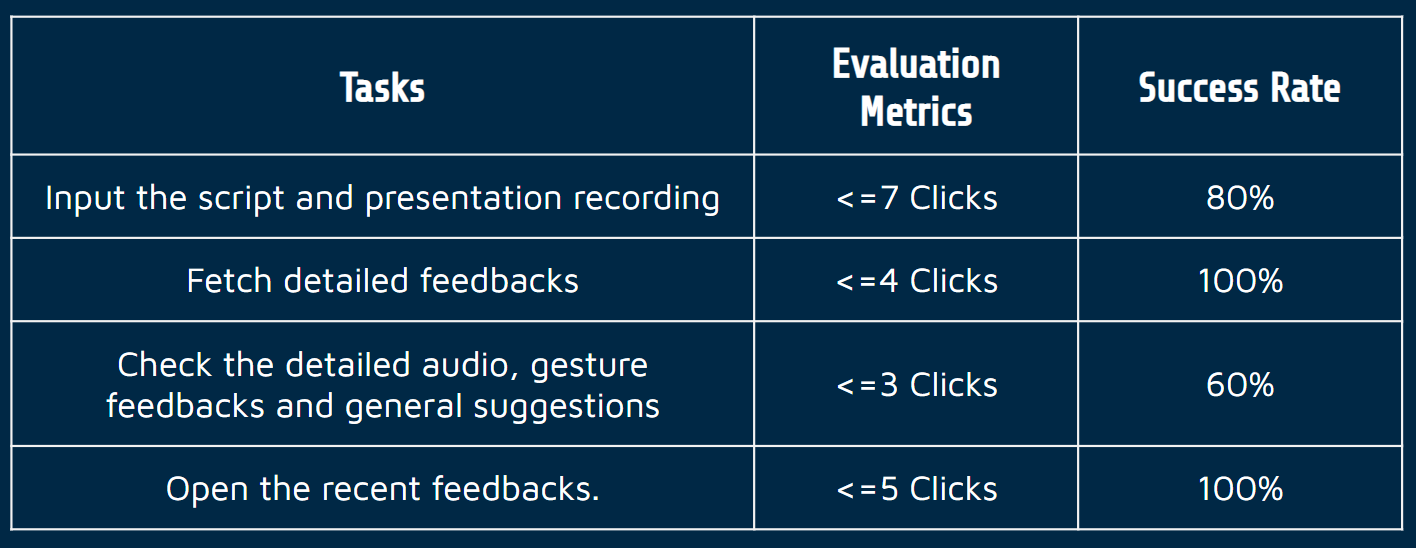 Tasks
Evaluation
Metrics
Success Rate
Input the script and presentation recording
<=7 Clicks
80%
Fetch detailed feedbacks
<=4 Clicks
100%
Check the detailed audio, gesture
feedbacks and general suggestions
<=3 Clicks
60%
Open the recent feedbacks.
<=5 Clicks
100%